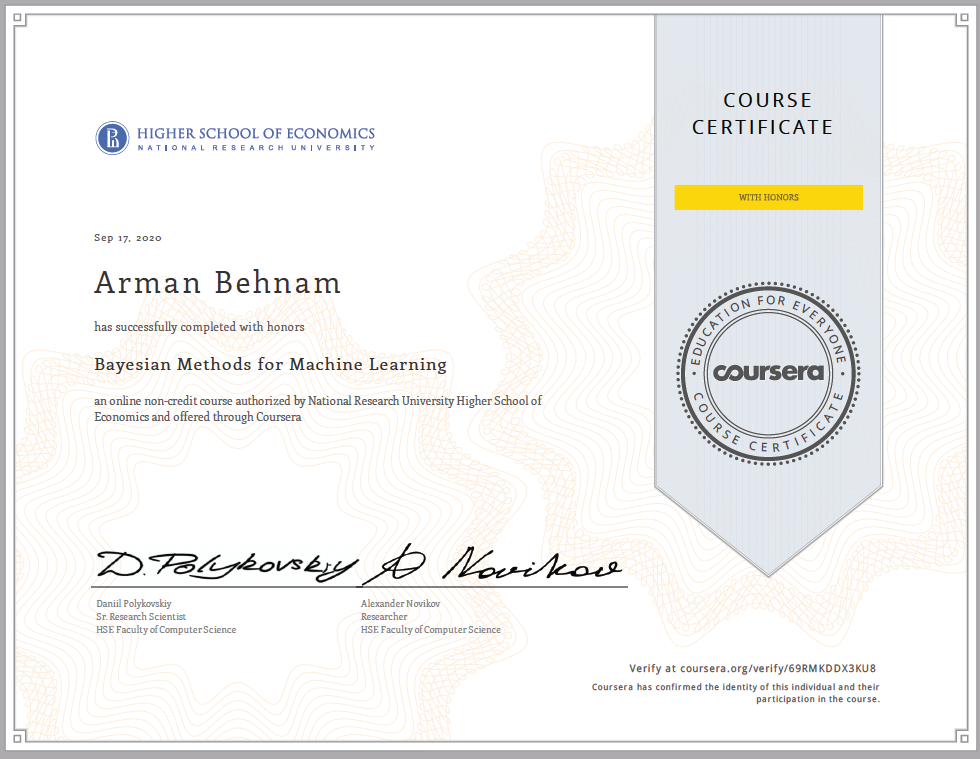 COURSE
CERTIFICATE
HIGHER SCHOOL OF ECONOMICS
NATIONAL RESEARCH UNIVERSITY
WITH HONORS
Sep 17, 2020
Arman Behnam
has successfully completed with honors
Bayesian Methods for Machine Learning
an online non-credit course authorized by National Research University Higher School of
Economics and offered through Coursera
EDUCATION FOR EVERYONE
coursera
COURSE CERTIFICATE
D. Polykovskiy A Novikov
Daniil Polykovskiy
Sr. Research Scientist
HSE Faculty of Computer Science
Alexander Novikov
Researcher
HSE Faculty of Computer Science
Verify at coursera.org/verify/69RMKDDX3KU8
Coursera has confirmed the identity of this individual and their
participation in the course.